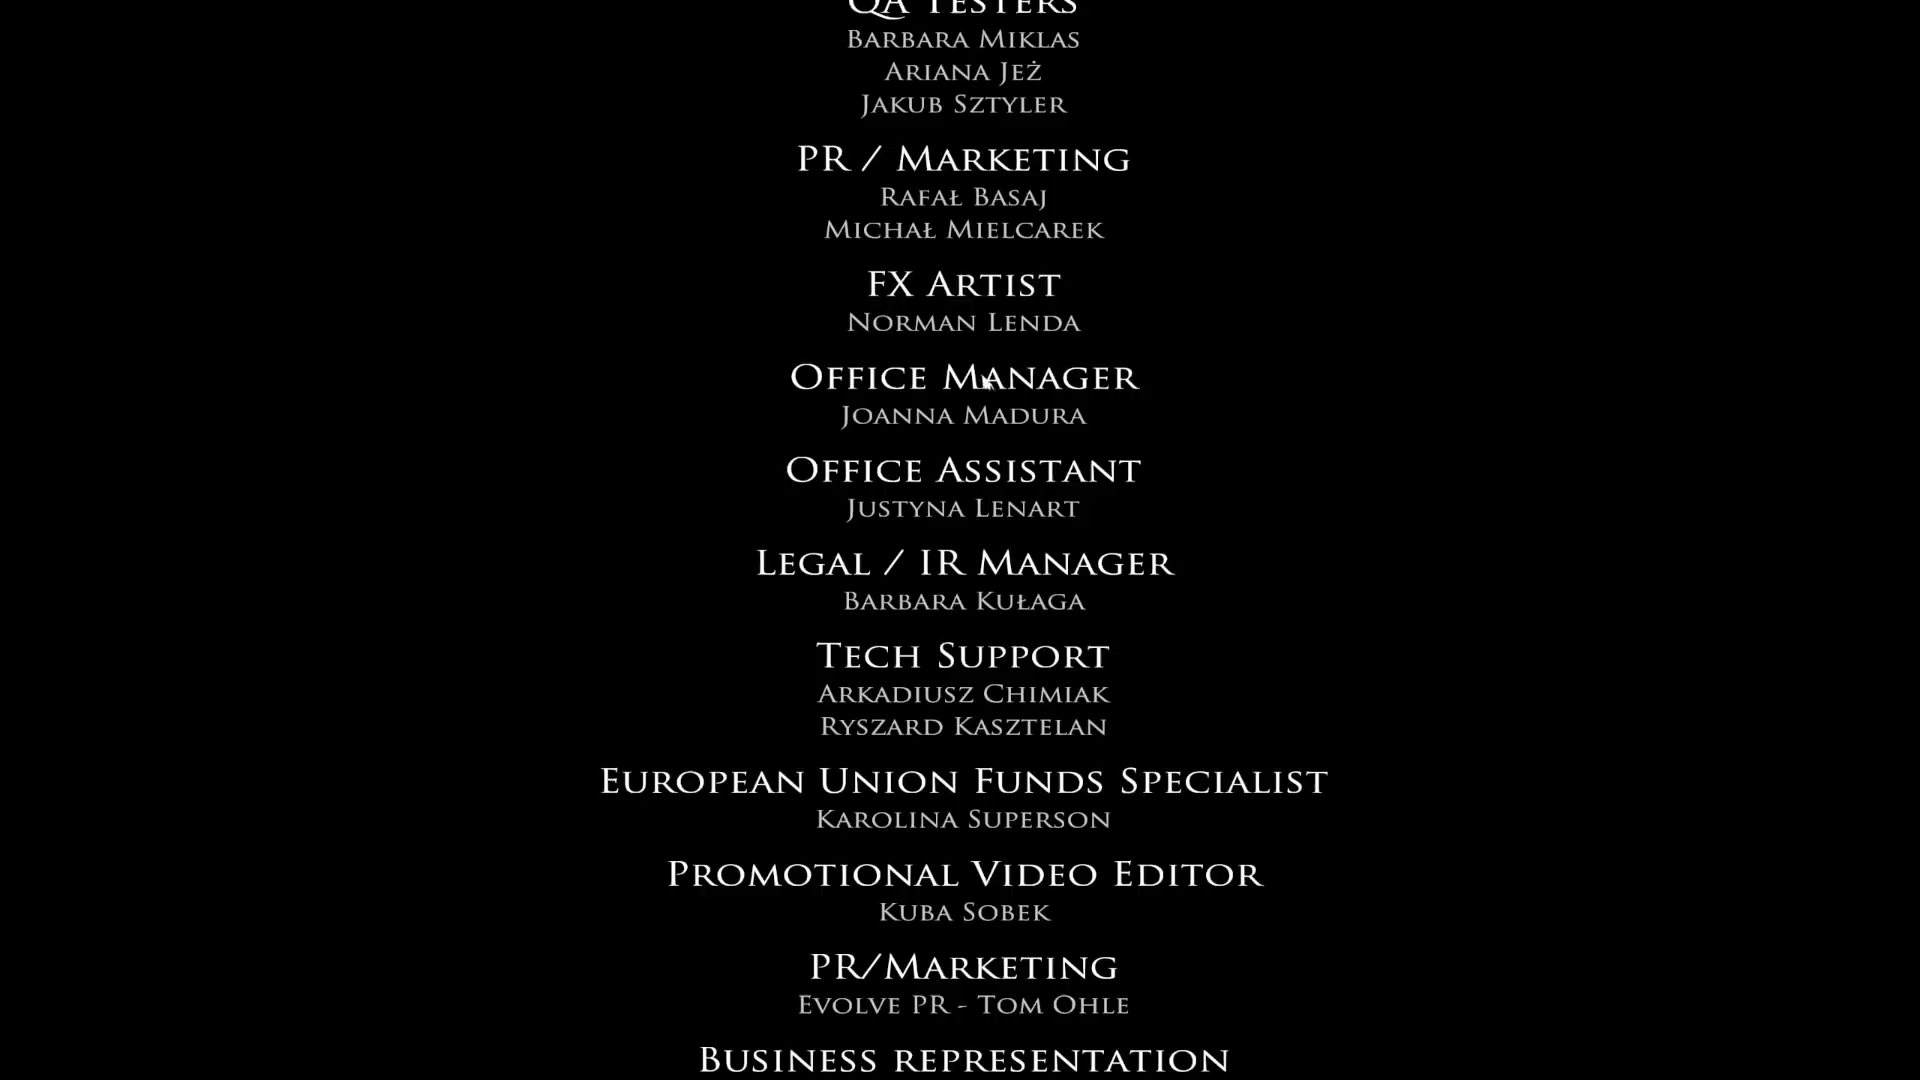 QA Testers
Barbara Miklas
Ariana Jeż
Jakub Sztyler
PR / Marketing
Rafał Basaj
Michał Mielcarek
FX Artist
Norman Lenda
Office Manager
Joanna Madura
Office Assistant
Justyna Lenart
Legal / IR Manager
Barbara Kułaga
Tech Support
Arkadiusz Chimiak
Ryszard Kasztelan
European Union Funds Specialist
Karolina Superson
Promotional Video Editor
Kuba Sobek
PR/Marketing
Evolve PR - Tom Ohle
Business representation